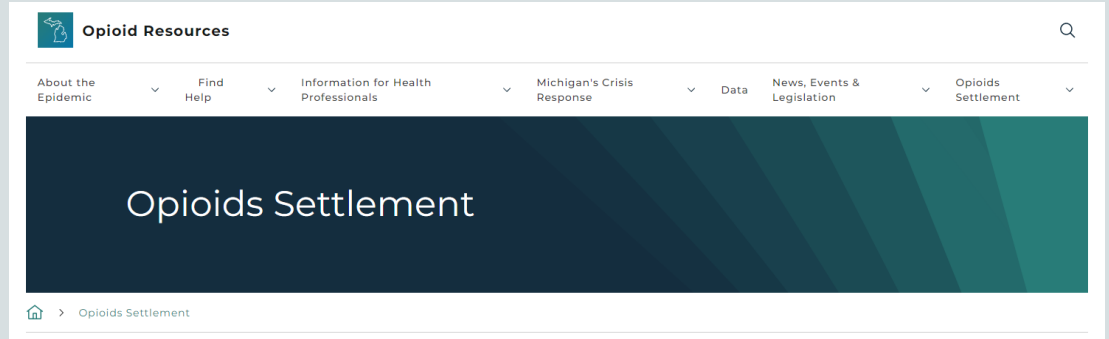 Opioid Resources
About the
Epidemic
Find
Help
Information for Health
Professionals
Michigan's Crisis
Response
Data
News, Events &
Legislation
Opioids
Settlement
Opioids Settlement
Opioids Settlement